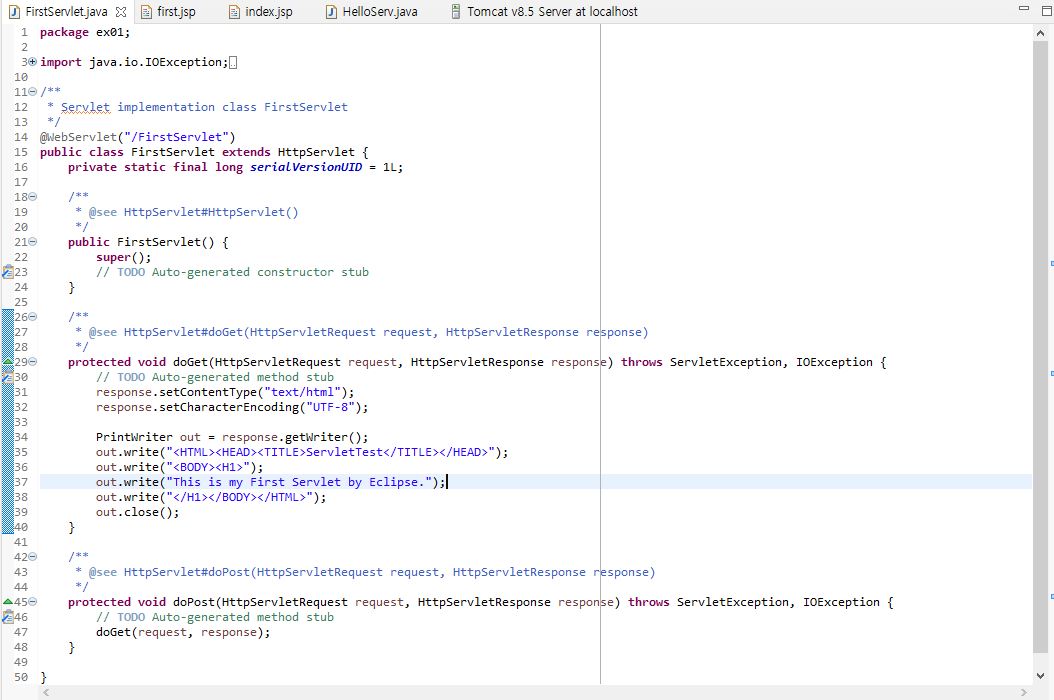 FirstServlet.java first.jsp index.jsp HelloServ.java Tomcat v8.5 Server at localhost
1 package ex01;
2
3 import java.io.IOException;
10
11 /**
12 * Servlet implementation class FirstServlet
13 */
14 @WebServlet("/FirstServlet")
15 public class FirstServlet extends HttpServlet {
16 private static final long serialVersionUID = 1L;
17
18 /**
19 * @see HttpServlet#HttpServlet()
20 */
21 public FirstServlet() {
22 super();
23 // TODO Auto-generated constructor stub
24 }
25
26 /**
27 * @see HttpServlet#doGet(HttpServletRequest request, HttpServletResponse response)
28 */
29 protected void doGet(HttpServletRequest request, HttpServletResponse response) throws ServletException, IOException {
30 // TODO Auto-generated method stub
31 response.setContentType("text/html");
32 response.setCharacterEncoding("UTF-8");
33
34 PrintWriter out = response.getWriter();
35 out.write("<HTML><HEAD><TITLE>ServletTest</TITLE></HEAD>");
36 out.write("<BODY><H1>");
37 out.write("This is my First Servlet by Eclipse.");
38 out.write("</H1></BODY></HTML>");
39 out.close();
40 }
41
42 /**
43 * @see HttpServlet#doPost(HttpServletRequest request, HttpServletResponse response)
44 */
45 protected void doPost(HttpServletRequest request, HttpServletResponse response) throws ServletException, IOException {
46 // TODO Auto-generated method stub
47 doGet(request, response);
48 }
49
50 }